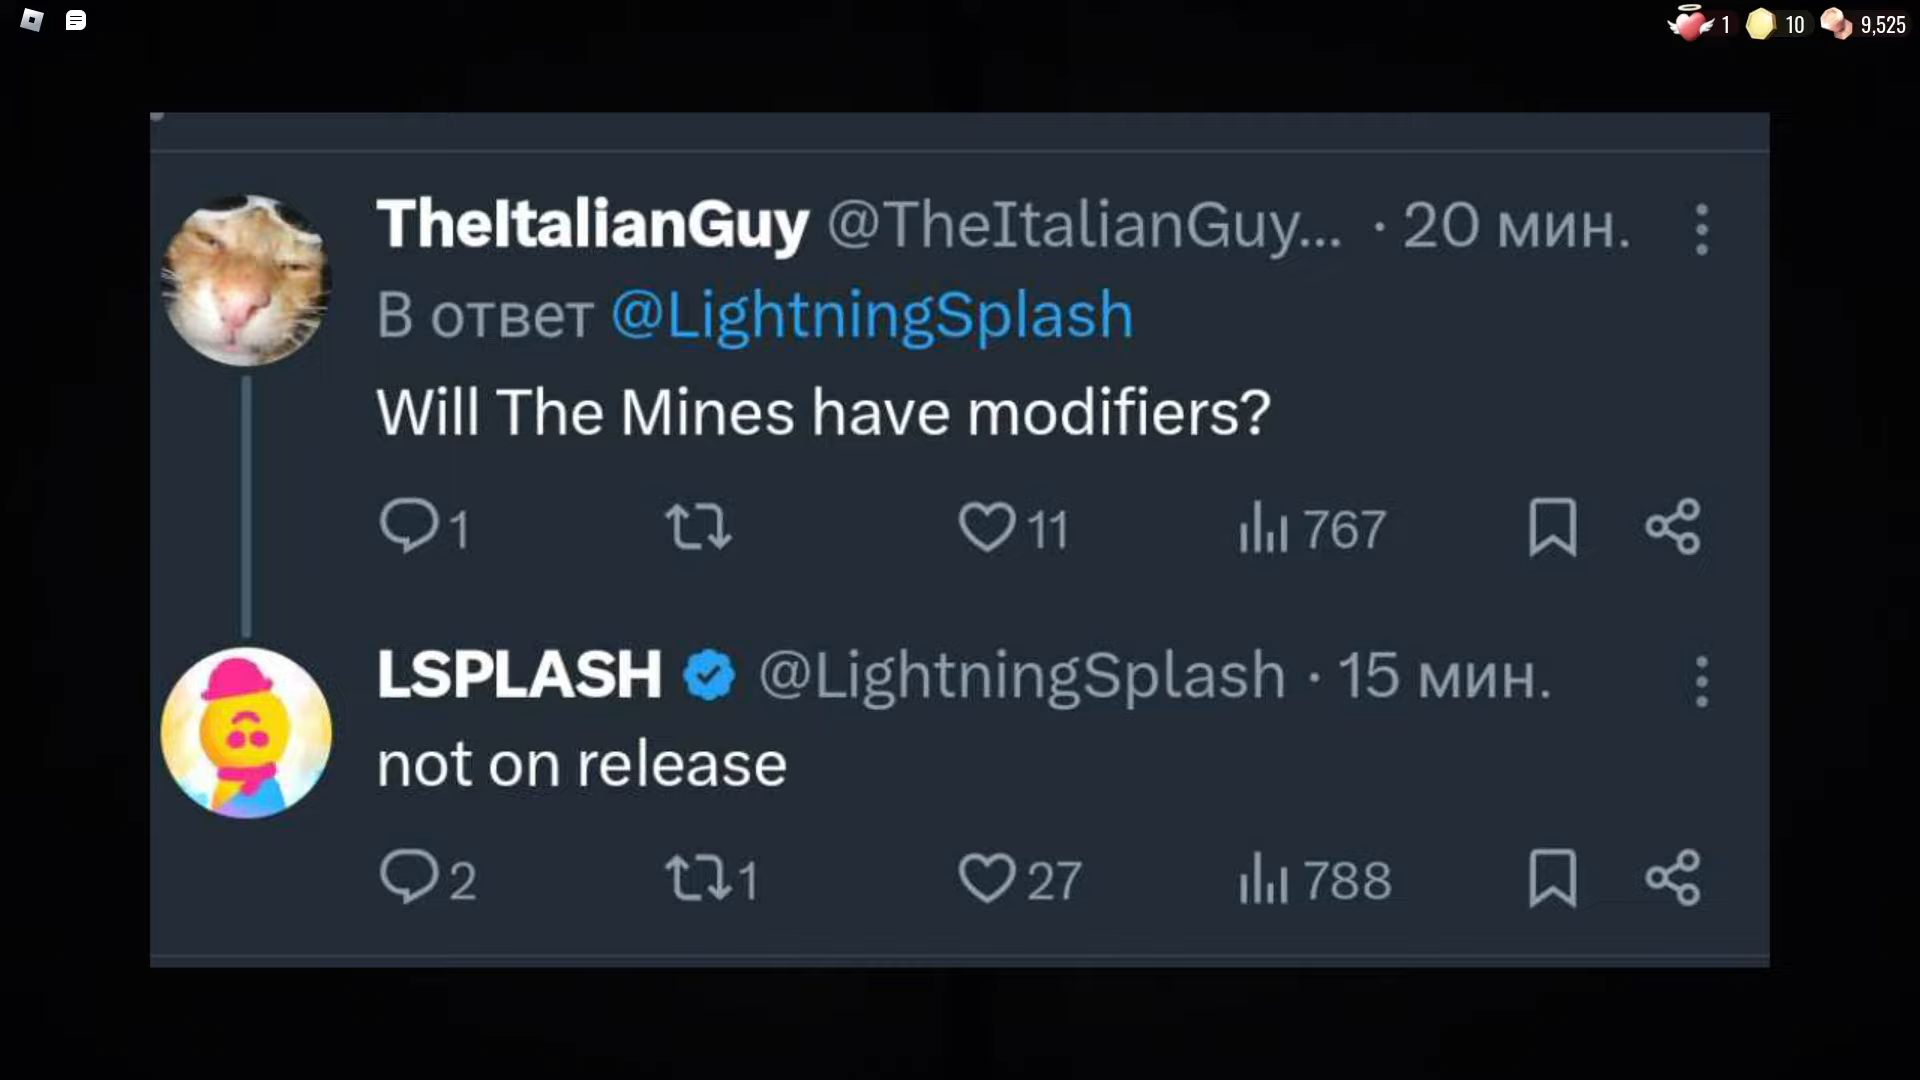 1 10 9,525
TheItalianGuy @TheItalianGuy... · 20 мин.
В ответ @LightningSplash
Will The Mines have modifiers?
1 11 767
LSPLASH @LightningSplash · 15 мин.
not on release
2 1 27 788